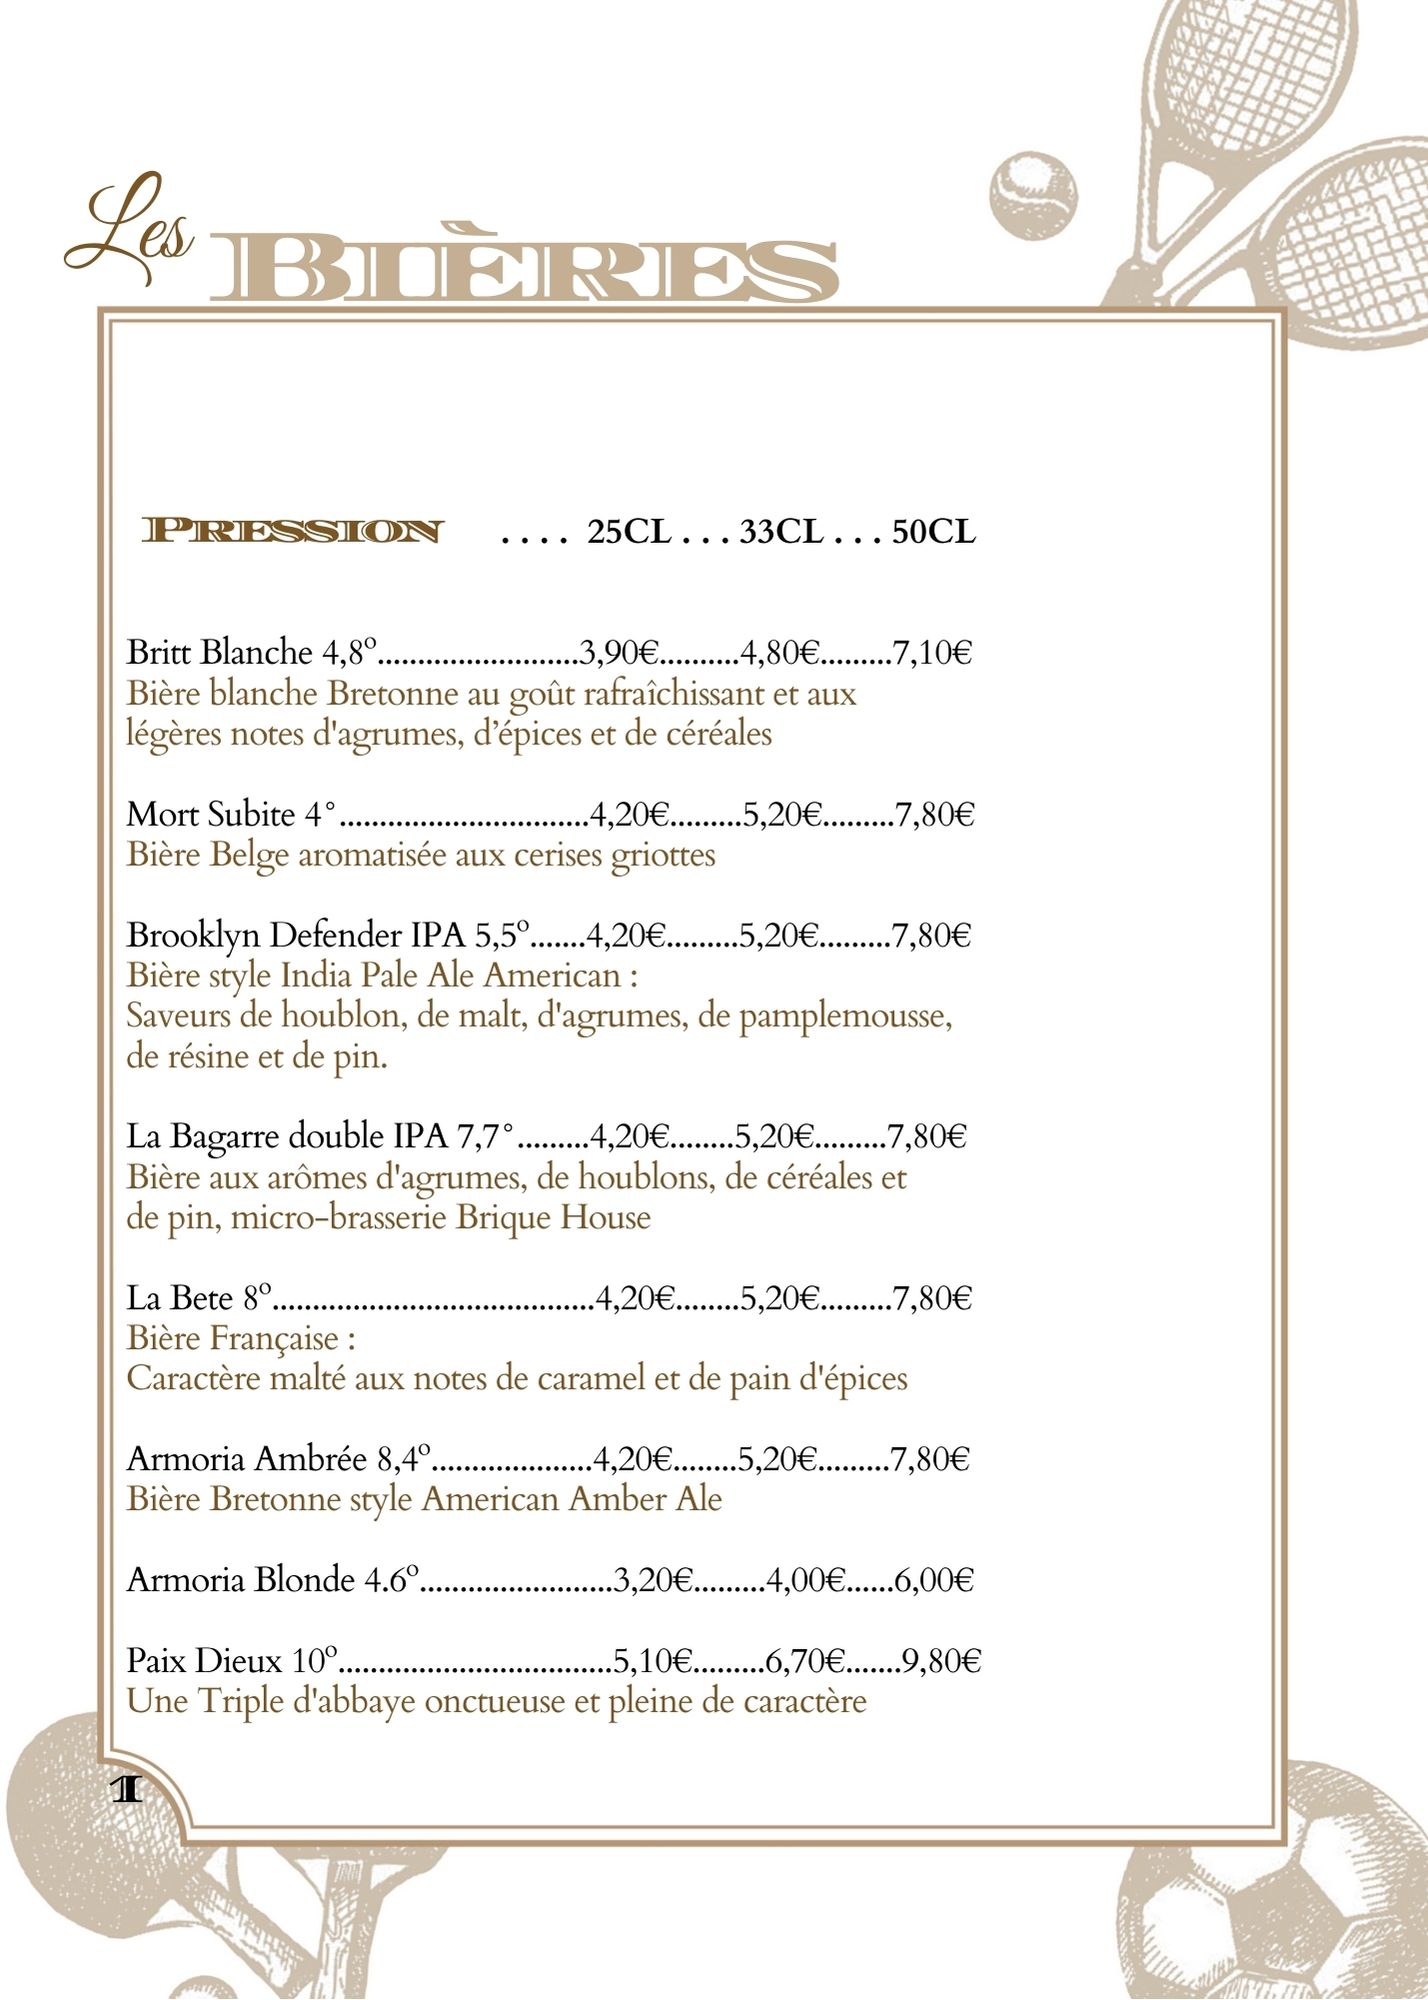 Les BIÈRES
PRESSION .... 25CL...33CL...50CL
Britt Blanche 4,8º.........................3,90€..........4,80€.........7,10€
Bière blanche Bretonne au goût rafraîchissant et aux
légères notes d'agrumes, d’épices et de céréales
Mort Subite 4°...............................4,20€.........5,20€.........7,80€
Bière Belge aromatisée aux cerises griottes
Brooklyn Defender IPA 5,5º.......4,20€.........5,20€.........7,80€
Bière style India Pale Ale American :
Saveurs de houblon, de malt, d'agrumes, de pamplemousse,
de résine et de pin.
La Bagarre double IPA 7,7°.........4,20€........5,20€.........7,80€
Bière aux arômes d'agrumes, de houblons, de céréales et
de pin, micro-brasserie Brique House
La Bete 8º........................................4,20€........5,20€.........7,80€
Bière Française :
Caractère malté aux notes de caramel et de pain d'épices
Armoria Ambrée 8,4º....................4,20€........5,20€.........7,80€
Bière Bretonne style American Amber Ale
Armoria Blonde 4.6º........................3,20€.........4,00€......6,00€
Paix Dieux 10º..................................5,10€.........6,70€.......9,80€
Une Triple d'abbaye onctueuse et pleine de caractère
1